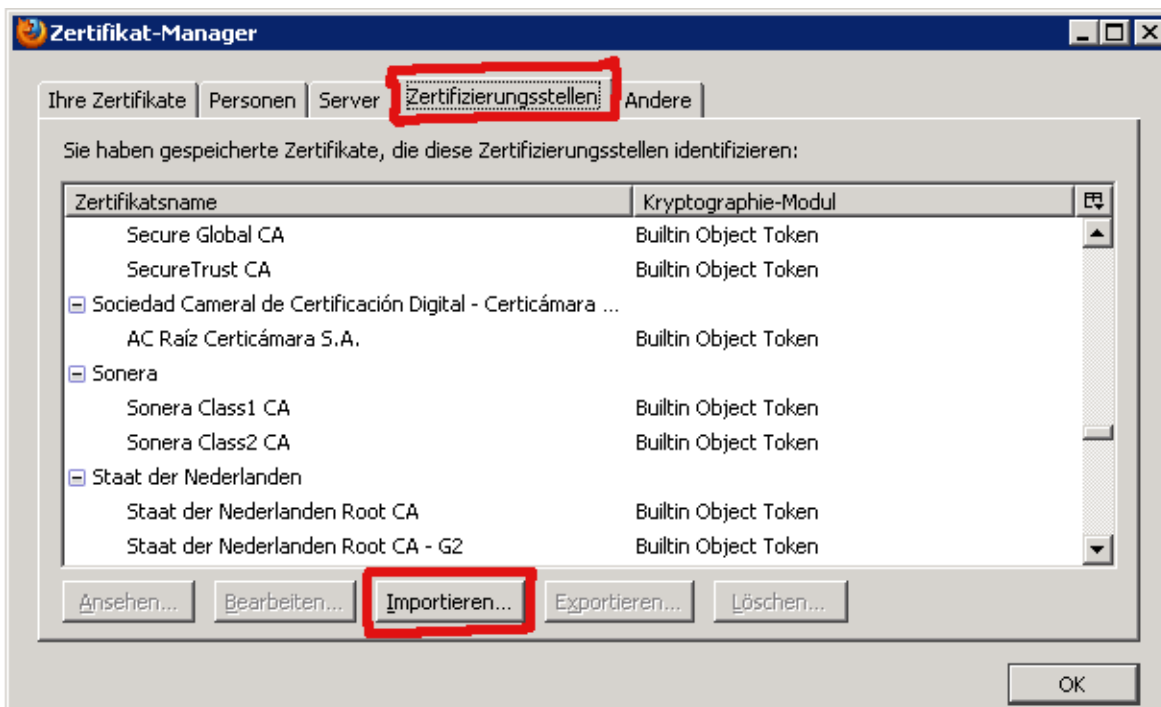 Zertifikat-Manager
Ihre Zertifikate Personen Server Zertifizierungsstellen Andere
Sie haben gespeicherte Zertifikate, die diese Zertifizierungsstellen identifizieren:
Zertifikatsname Kryptographie-Modul
Secure Global CA Builtin Object Token
SecureTrust CA Builtin Object Token
Sociedad Cameral de Certificación Digital - Certicámara ...
AC Raíz Certicámara S.A. Builtin Object Token
Sonera
Sonera Class1 CA Builtin Object Token
Sonera Class2 CA Builtin Object Token
Staat der Nederlanden
Staat der Nederlanden Root CA Builtin Object Token
Staat der Nederlanden Root CA - G2 Builtin Object Token
Ansehen... Bearbeiten... Importieren... Exportieren... Löschen...
OK